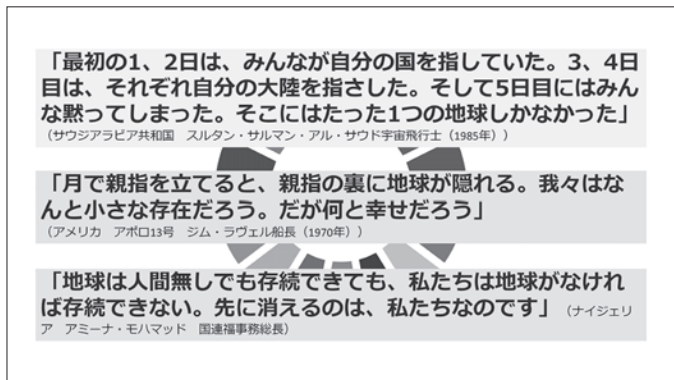 「最初の1、2日は、みんなが自分の国を指していた。3、4日
目は、それぞれ自分の大陸を指さした。そして5日目にはみん
な黙ってしまった。そこにはたった1つの地球しかなかった」
（サウジアラビア共和国　スルタン・サルマン・アル・サウド宇宙飛行士（1985年））
「月で親指を立てると、親指の裏に地球が隠れる。我々はな
んと小さな存在だろう。だが何と幸せだろう」
（アメリカ　アポロ13号　ジム・ラヴェル船長（1970年））
「地球は人間無しでも存続できても、私たちは地球がなけれ
ば存続できない。先に消えるのは、私たちなのです」（ナイジェリ
ア　アミーナ・モハマッド　国連福事務総長）